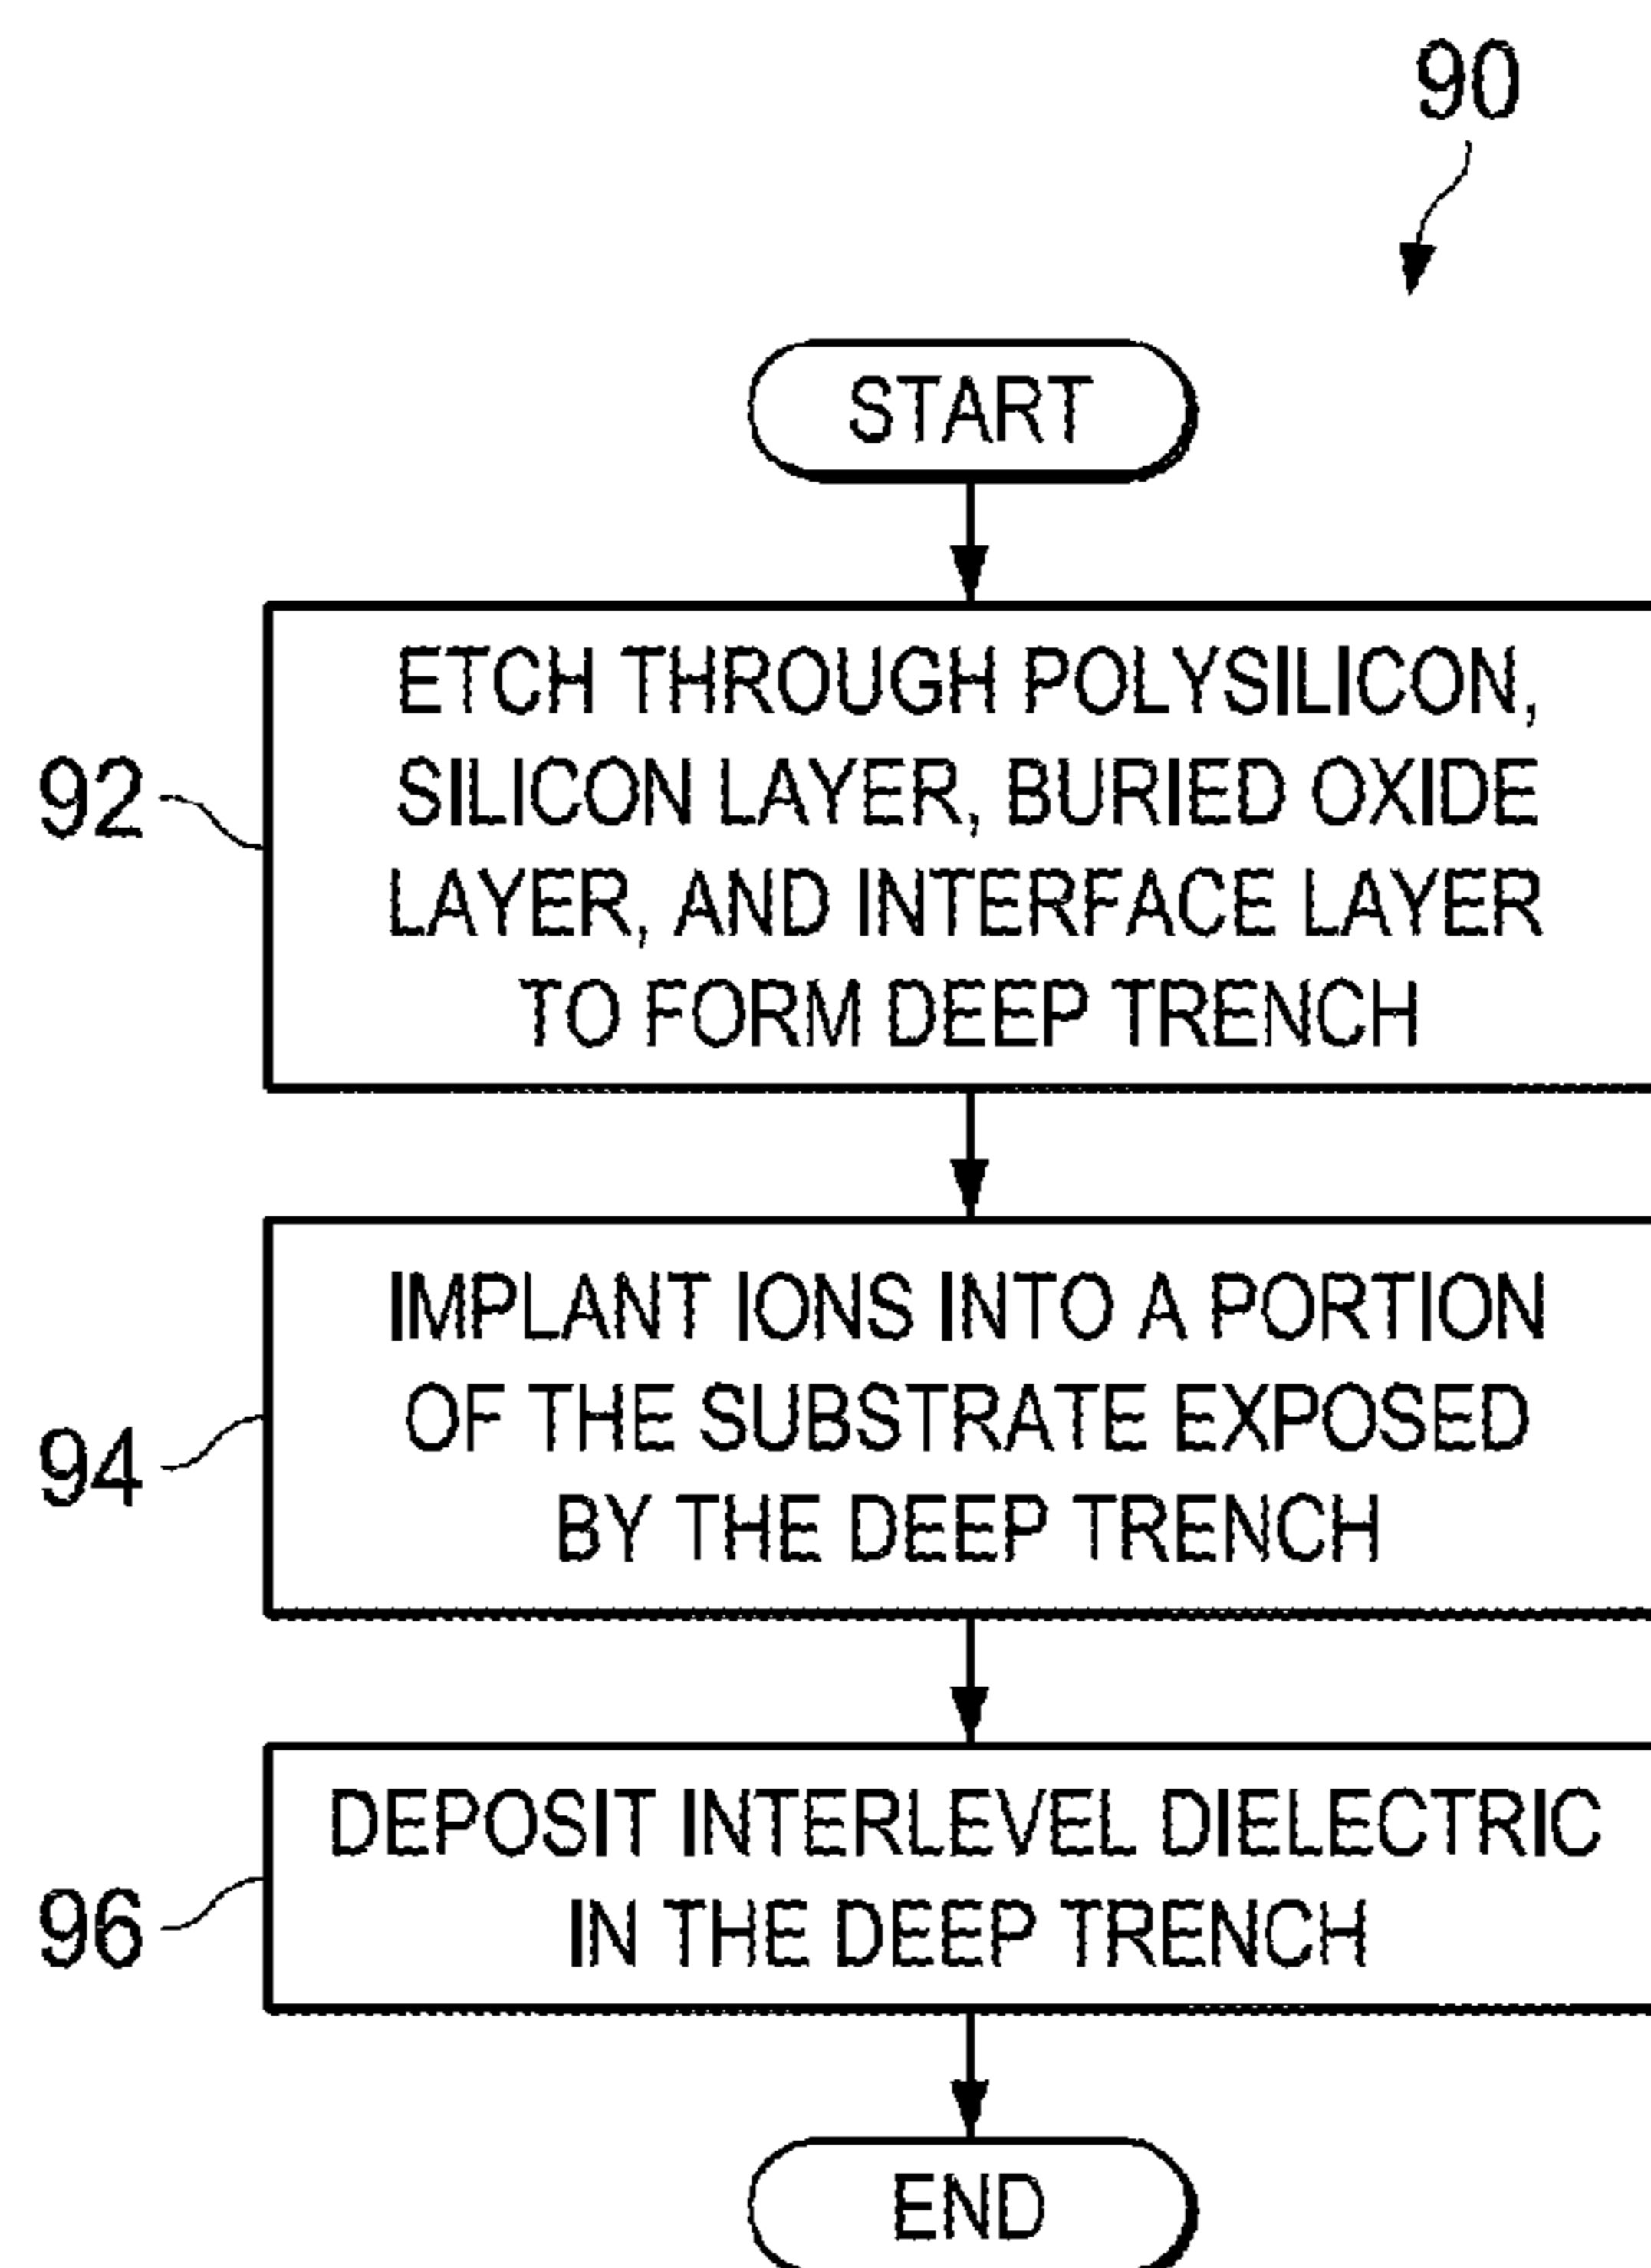 90
START
92
ETCH THROUGH POLYSILICON,
SILICON LAYER, BURIED OXIDE
LAYER, AND INTERFACE LAYER
TO FORM DEEP TRENCH
94
IMPLANT IONS INTO A PORTION
OF THE SUBSTRATE EXPOSED
BY THE DEEP TRENCH
96
DEPOSIT INTERLEVEL DIELECTRIC
IN THE DEEP TRENCH
END